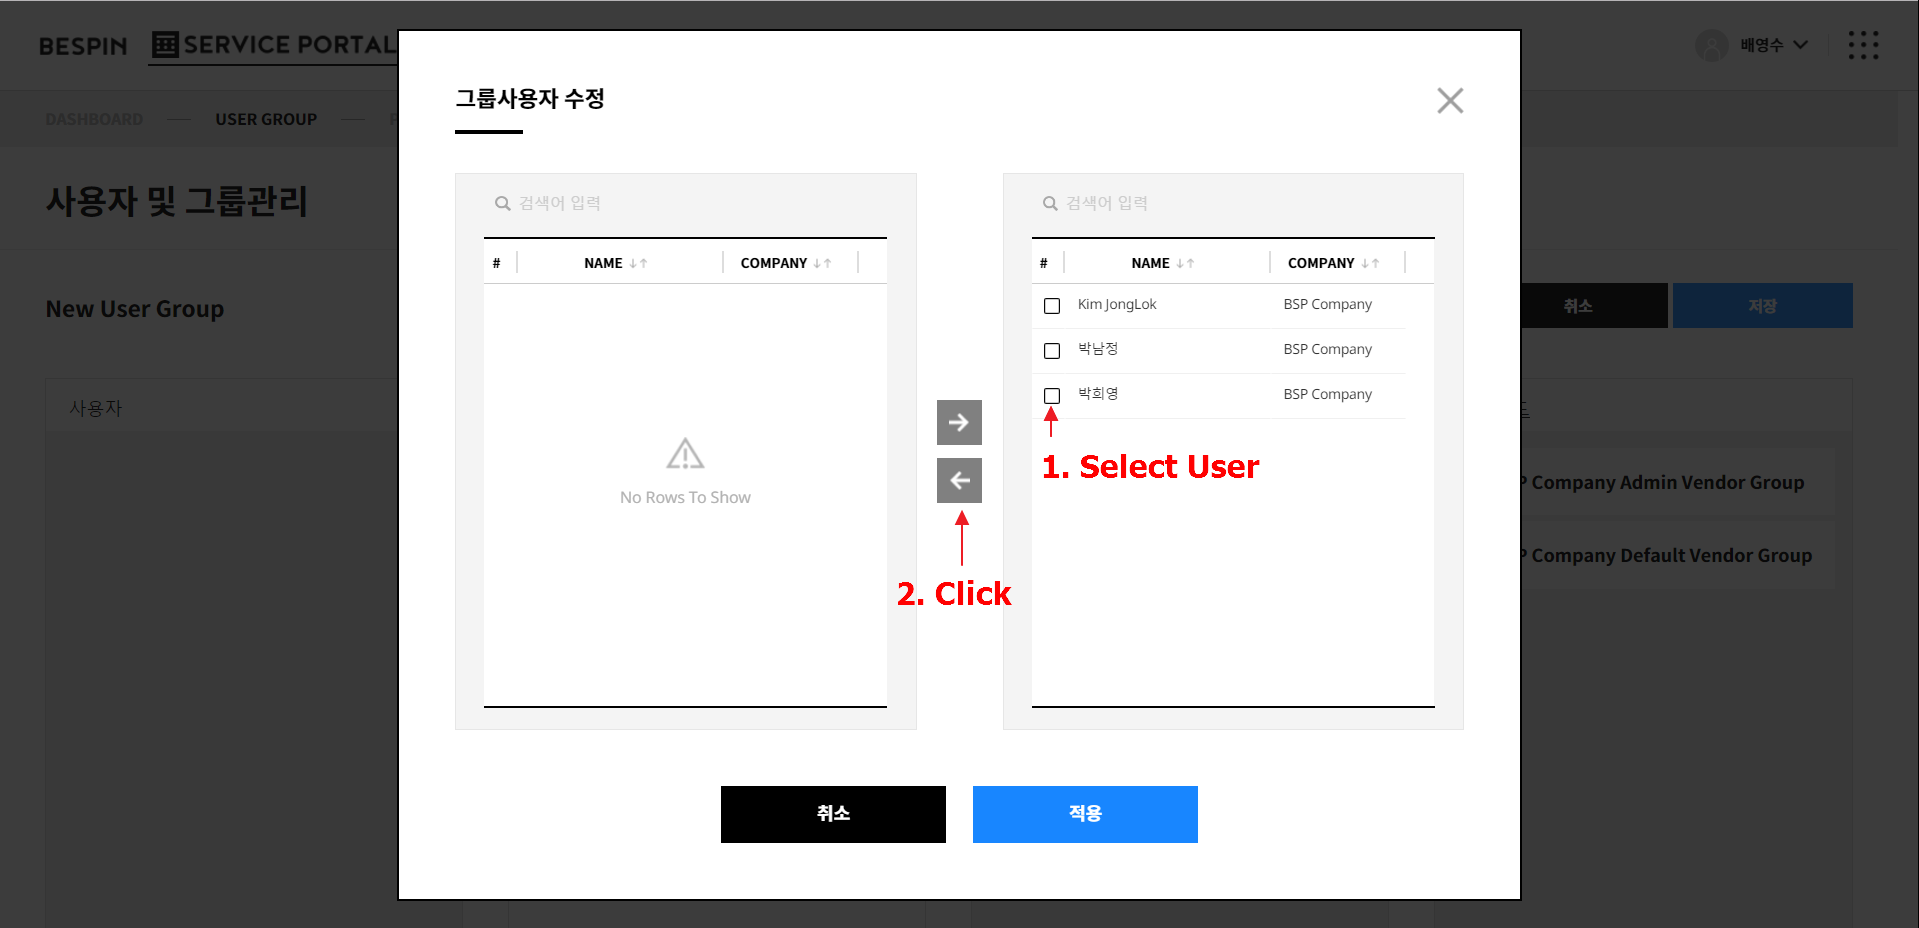 BESPIN SERVICE PORTAL
배영수
DASHBOARD USER GROUP
사용자 및 그룹관리
New User Group
취소 저장
사용자
Company Admin Vendor Group
Company Default Vendor Group
그룹사용자 수정
검색어 입력
# NAME COMPANY
No Rows To Show
검색어 입력
# NAME COMPANY
Kim JongLok BSP Company
박남정 BSP Company
박희영 BSP Company
1. Select User
2. Click
취소 적용